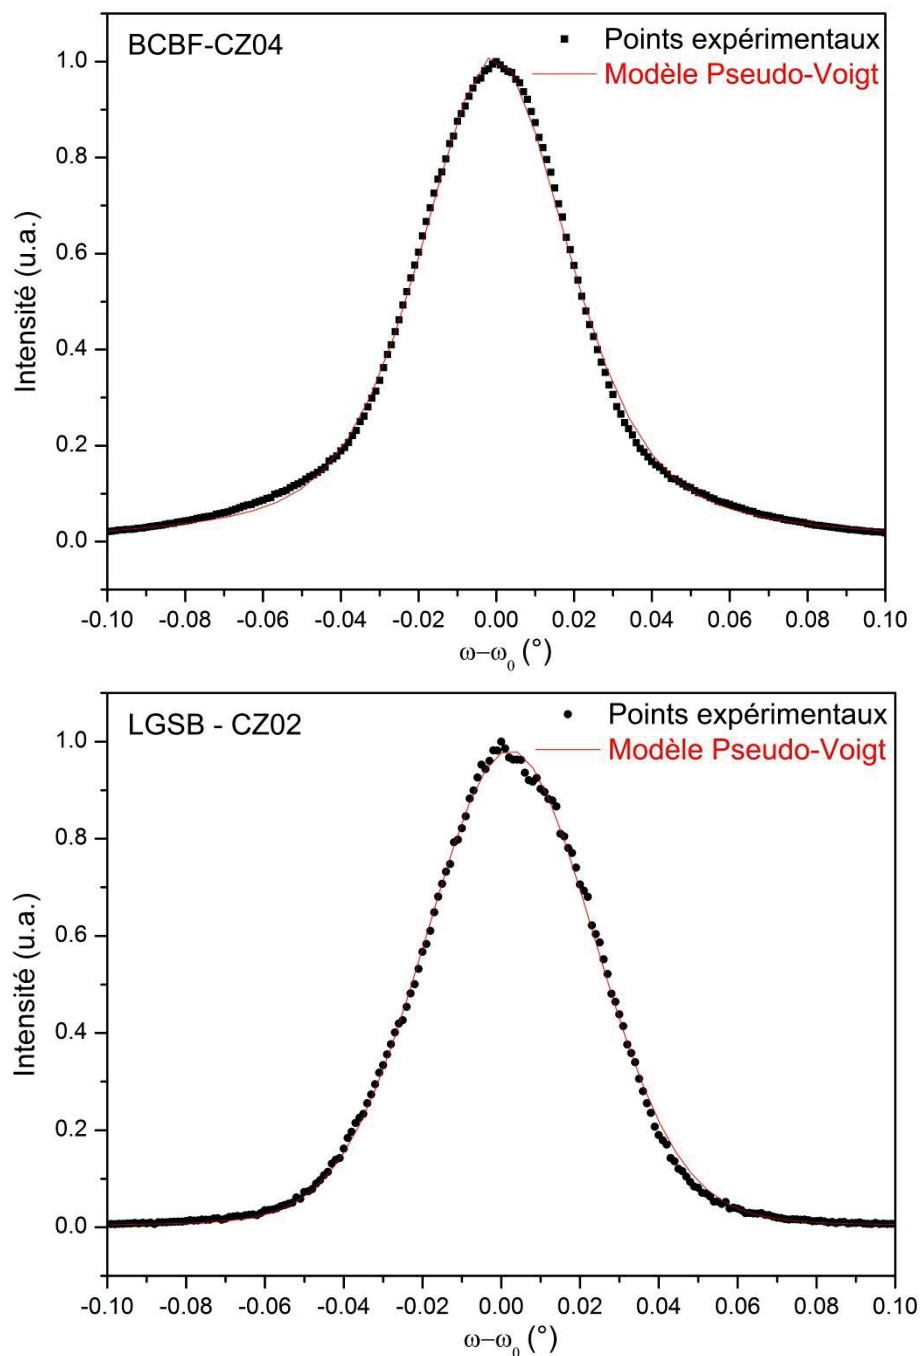 BCBF-CZ04
Points expérimentaux
Modèle Pseudo-Voigt
1.0
0.8
0.6
0.4
0.2
0.0
Intensité (u.a.)
-0.10 -0.08 -0.06 -0.04 -0.02 0.00 0.02 0.04 0.06 0.08 0.10
ω−ω0 (°)
LGSB - CZ02
Points expérimentaux
Modèle Pseudo-Voigt
1.0
0.8
0.6
0.4
0.2
0.0
Intensité (u.a.)
-0.10 -0.08 -0.06 -0.04 -0.02 0.00 0.02 0.04 0.06 0.08 0.10
ω−ω0 (°)